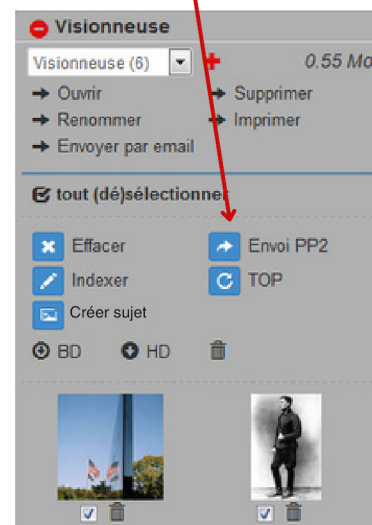 Visionneuse
Visionneuse (6) 0.55 Mo
Ouvrir Supprimer
Renommer Imprimer
Envoyer par email
tout (dé)sélectionner
Effacer Envoi PP2
Indexer TOP
Créer sujet
BD HD